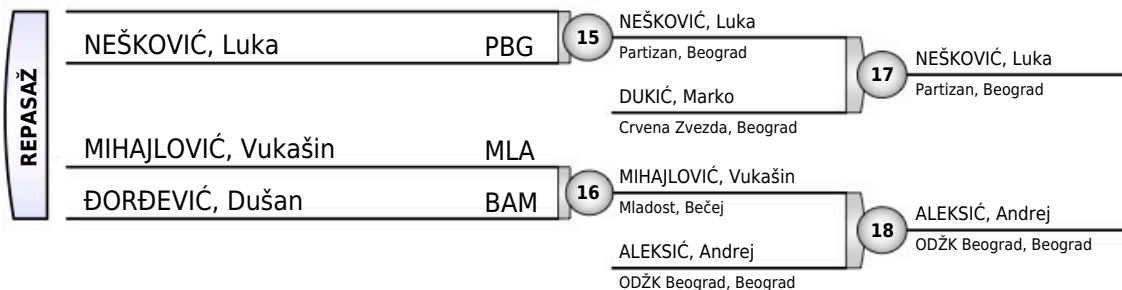 REPASAŽ
NEŠKOVIĆ, Luka PBG
MIHAJLOVIĆ, Vukašin MLA
ĐORĐEVIĆ, Dušan BAM
15
16
NEŠKOVIĆ, Luka
Partizan, Beograd
DUKIĆ, Marko
Crvena Zvezda, Beograd
MIHAJLOVIĆ, Vukašin
Mladost, Bečej
ALEKSIĆ, Andrej
ODŽK Beograd, Beograd
17
18
NEŠKOVIĆ, Luka
Partizan, Beograd
ALEKSIĆ, Andrej
ODŽK Beograd, Beograd